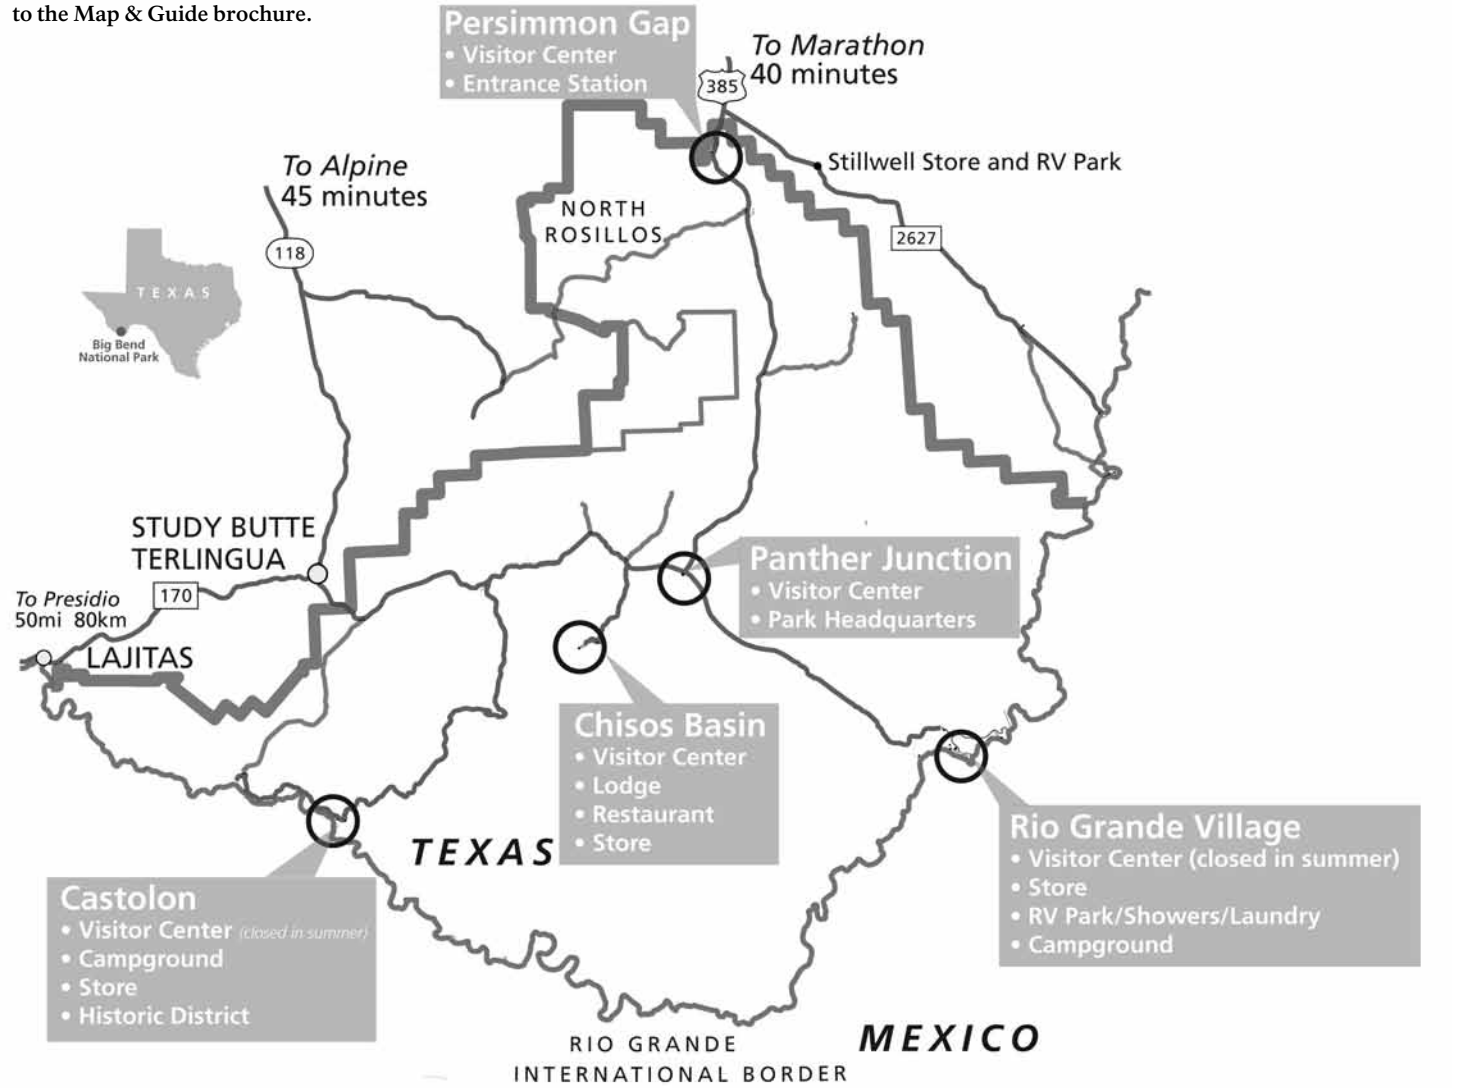 to the Map & Guide brochure.
Persimmon Gap
• Visitor Center
• Entrance Station
To Marathon
40 minutes
385
Stillwell Store and RV Park
To Alpine
45 minutes
118
NORTH
ROSILLOS
2627
TEXAS
Big Bend
National Park
STUDY BUTTE
TERLINGUA
170
To Presidio
50mi 80km
LAJITAS
Panther Junction
• Visitor Center
• Park Headquarters
Chisos Basin
• Visitor Center
• Lodge
• Restaurant
• Store
Rio Grande Village
• Visitor Center (closed in summer)
• Store
• RV Park/Showers/Laundry
• Campground
TEXAS
Castolon
• Visitor Center (closed in summer)
• Campground
• Store
• Historic District
MEXICO
RIO GRANDE
INTERNATIONAL BORDER